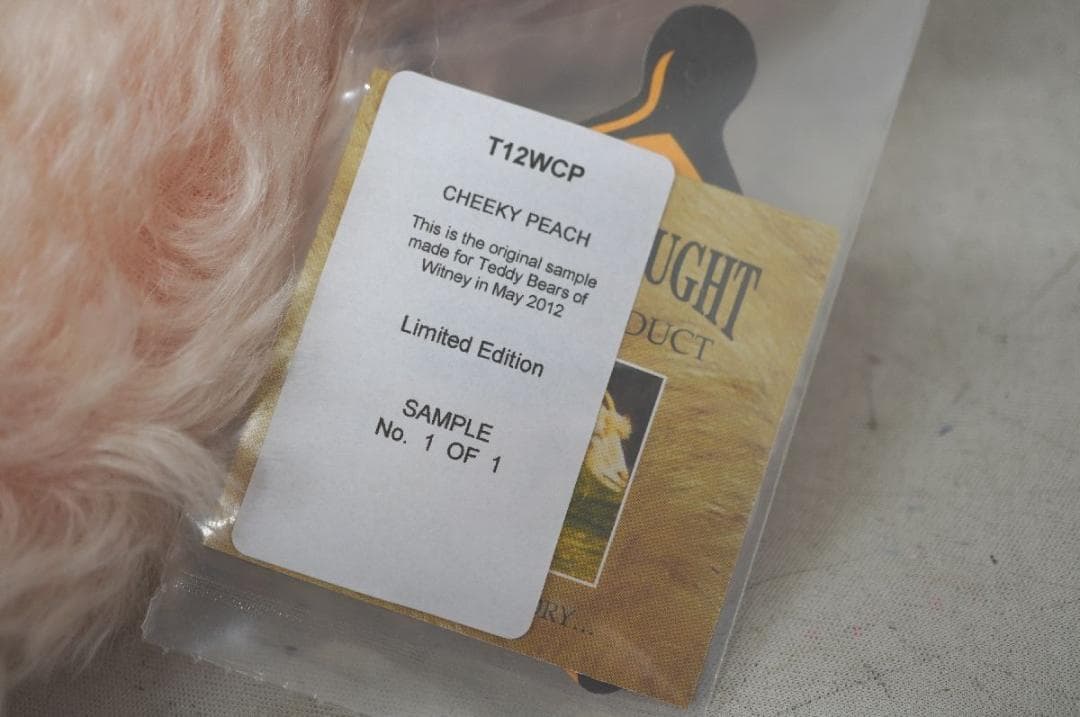 T12WCP
CHEEKY PEACH
This is the original sample
made for Teddy Bears of
Witney in May 2012
Limited Edition
SAMPLE
No. 1 OF 1
UGHT
DUCT
RY...